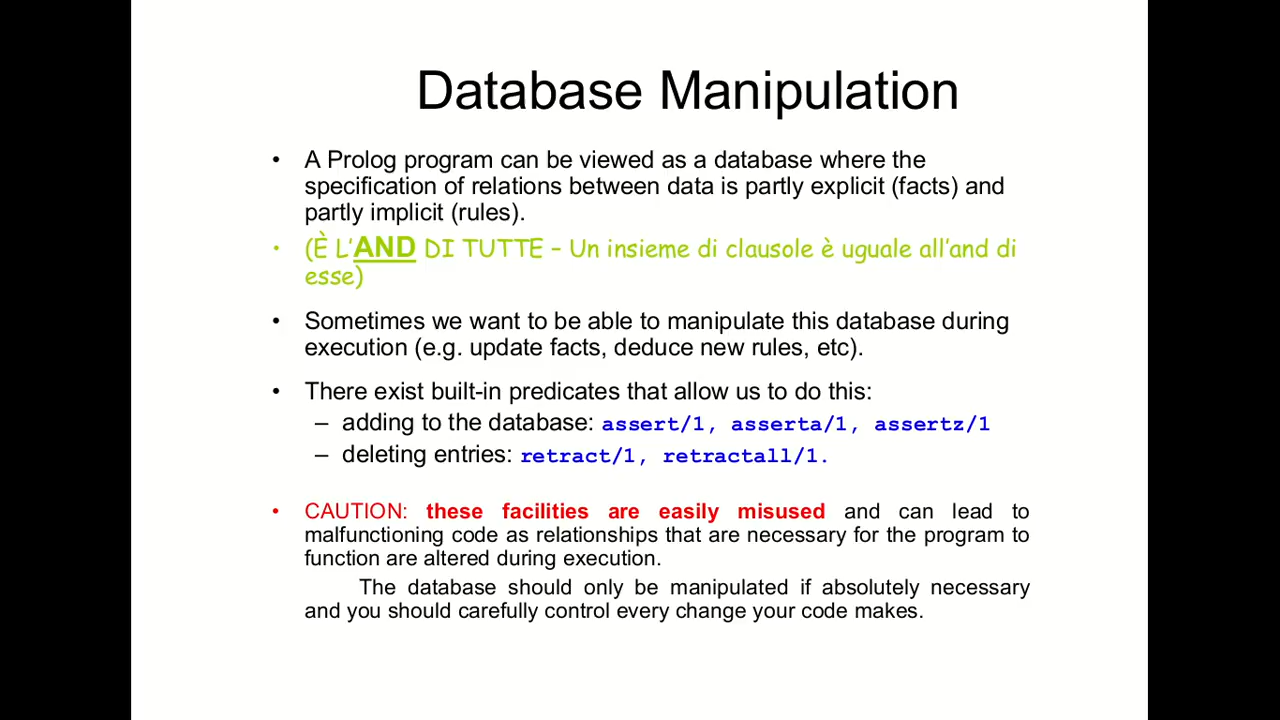 Database Manipulation
• A Prolog program can be viewed as a database where the
specification of relations between data is partly explicit (facts) and
partly implicit (rules).
• (È L'AND DI TUTTE – Un insieme di clausole è uguale all'and di
esse)
• Sometimes we want to be able to manipulate this database during
execution (e.g. update facts, deduce new rules, etc).
• There exist built-in predicates that allow us to do this:
– adding to the database: assert/1, asserta/1, assertz/1
– deleting entries: retract/1, retractall/1.
• CAUTION: these facilities are easily misused and can lead to
malfunctioning code as relationships that are necessary for the program to
function are altered during execution.
The database should only be manipulated if absolutely necessary
and you should carefully control every change your code makes.